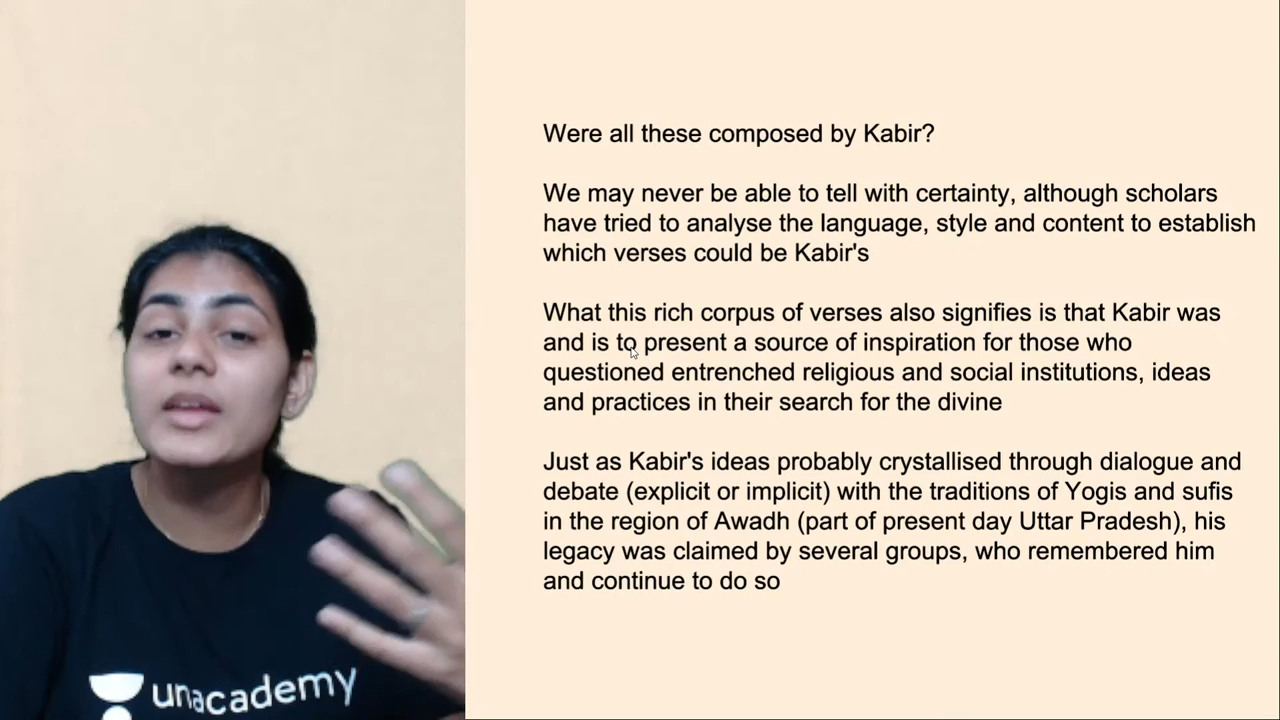 Were all these composed by Kabir?
We may never be able to tell with certainty, although scholars
have tried to analyse the language, style and content to establish
which verses could be Kabir's
What this rich corpus of verses also signifies is that Kabir was
and is to present a source of inspiration for those who
questioned entrenched religious and social institutions, ideas
and practices in their search for the divine
Just as Kabir's ideas probably crystallised through dialogue and
debate (explicit or implicit) with the traditions of Yogis and sufis
in the region of Awadh (part of present day Uttar Pradesh), his
legacy was claimed by several groups, who remembered him
and continue to do so
unacademy